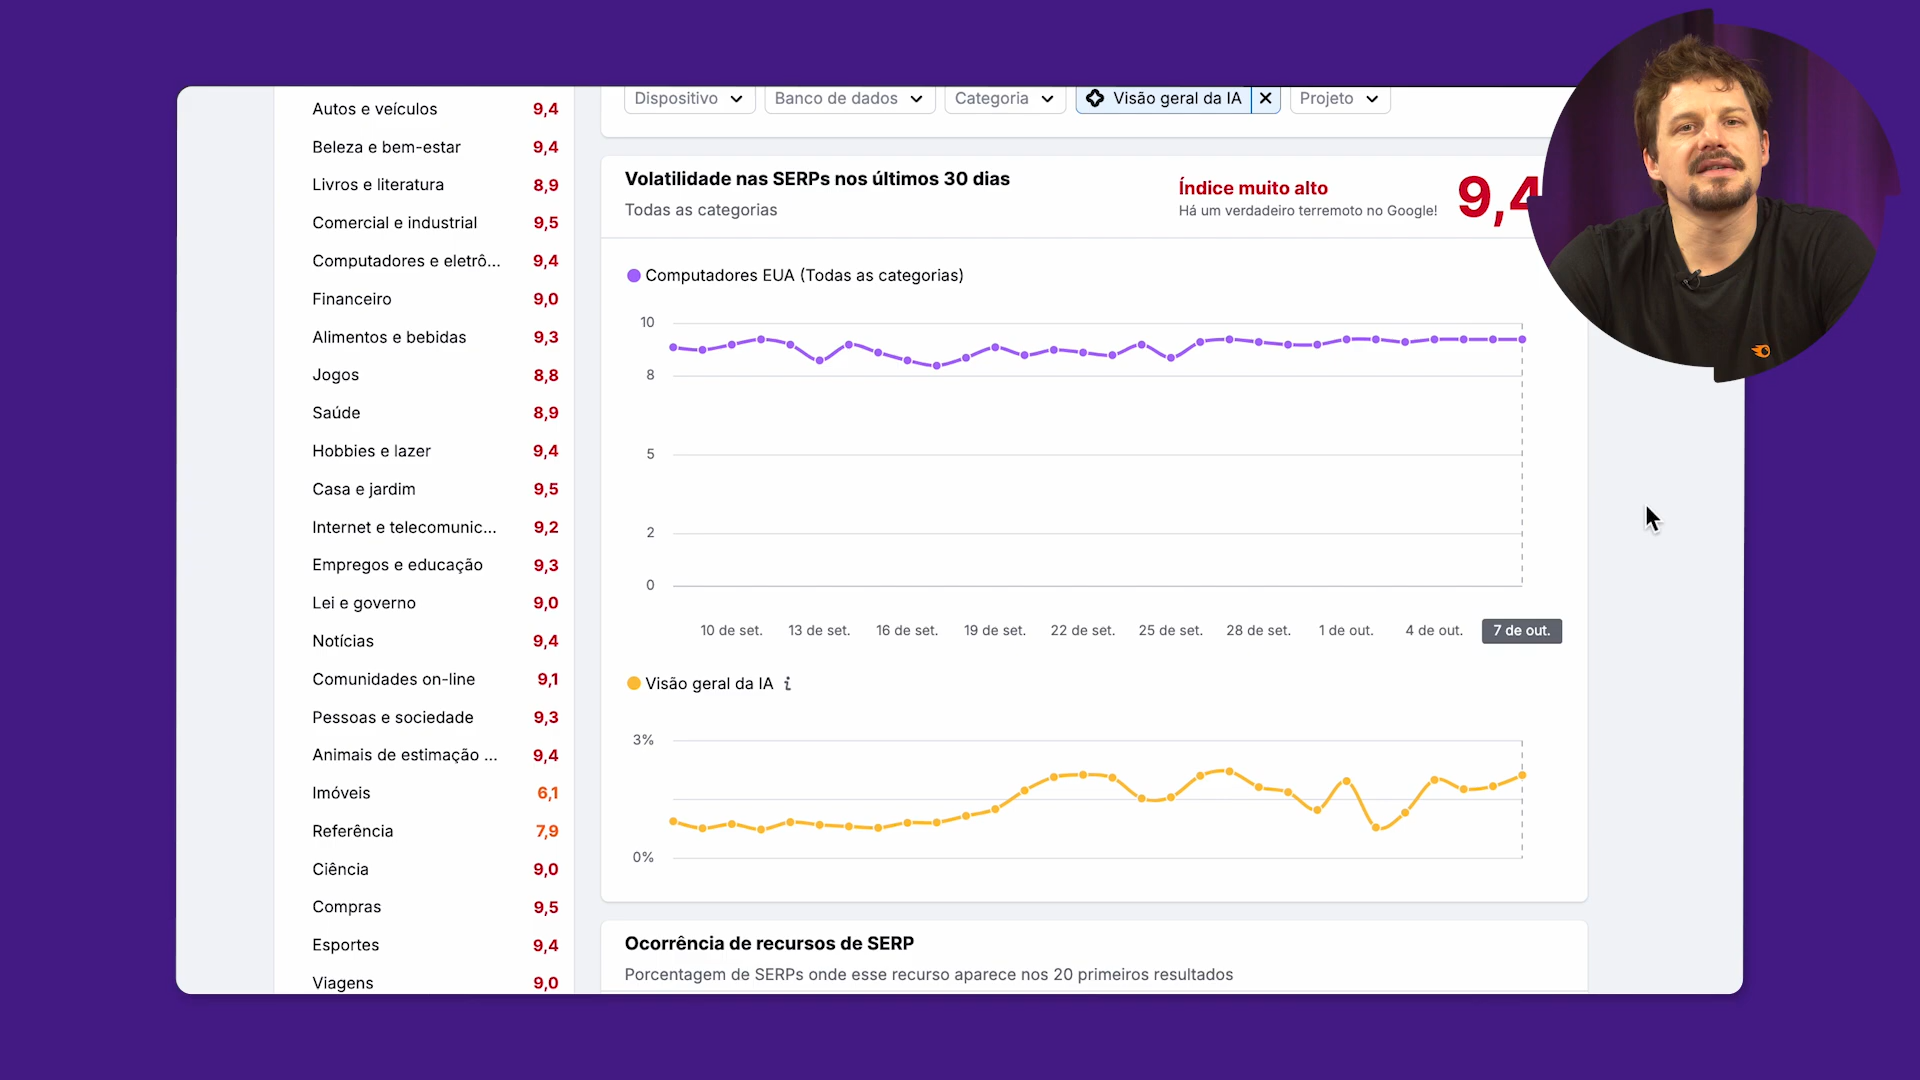 Autos e veículos 9,4
Beleza e bem-estar 9,4
Livros e literatura 8,9
Comercial e industrial 9,5
Computadores e eletrô... 9,4
Financeiro 9,0
Alimentos e bebidas 9,3
Jogos 8,8
Saúde 8,9
Hobbies e lazer 9,4
Casa e jardim 9,5
Internet e telecomunic... 9,2
Empregos e educação 9,3
Lei e governo 9,0
Notícias 9,4
Comunidades on-line 9,1
Pessoas e sociedade 9,3
Animais de estimação ... 9,4
Imóveis 6,1
Referência 7,9
Ciência 9,0
Compras 9,5
Esportes 9,4
Viagens 9,0
Dispositivo Banco de dados Categoria Visão geral da IA Projeto
Volatilidade nas SERPs nos últimos 30 dias
Todas as categorias
Índice muito alto
Há um verdadeiro terremoto no Google!
9,4
Computadores EUA (Todas as categorias)
10
8
5
2
0
10 de set. 13 de set. 16 de set. 19 de set. 22 de set. 25 de set. 28 de set. 1 de out. 4 de out. 7 de out.
Visão geral da IA
3%
0%
Ocorrência de recursos de SERP
Porcentagem de SERPs onde esse recurso aparece nos 20 primeiros resultados